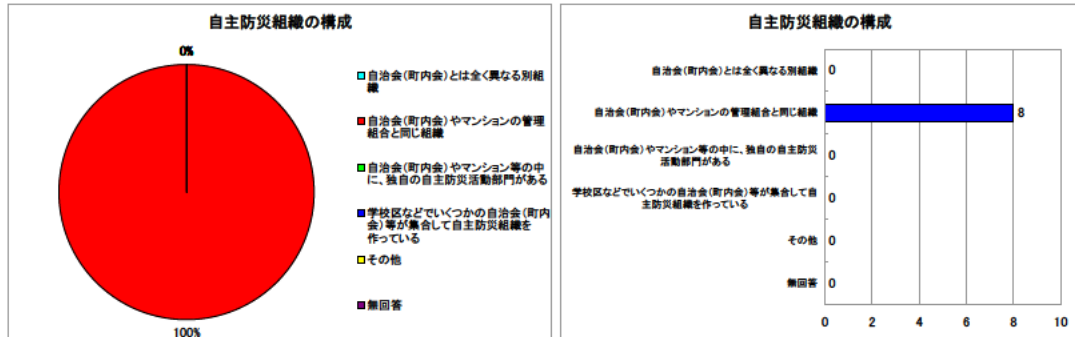 自主防災組織の構成
0%
100%
自治会(町内会)とは全く異なる別組
織
自治会(町内会)やマンションの管理
組合と同じ組織
自治会(町内会)やマンション等の中
に、独自の自主防災活動部門がある
学校区などでいくつかの自治会(町内
会)等が集合して自主防災組織を
作っている
その他
無回答
自主防災組織の構成
自治会(町内会)とは全く異なる別組織 0
自治会(町内会)やマンションの管理組合と同じ組織 8
自治会(町内会)やマンション等の中に、独自の自主防災
活動部門がある 0
学校区などでいくつかの自治会(町内会)等が集合して自
主防災組織を作っている 0
その他 0
無回答 0
0 2 4 6 8 10